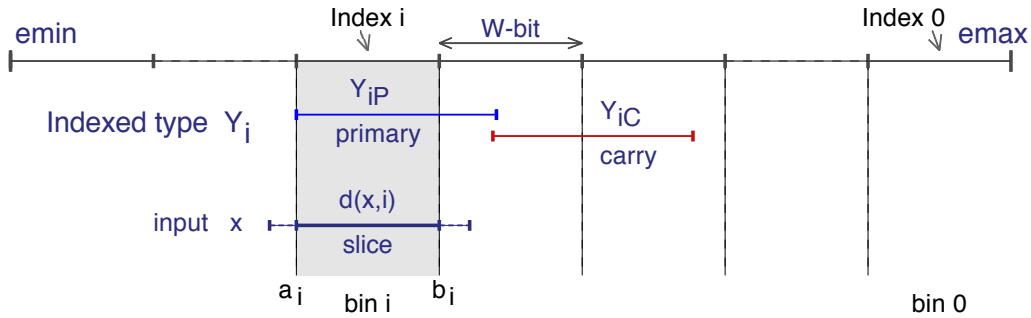 Index i
Index 0
emin
W-bit
emax
Y_iP
Y_iC
Indexed type Y_i
primary
carry
d(x,i)
input x
slice
a_i
b_i
bin i
bin 0